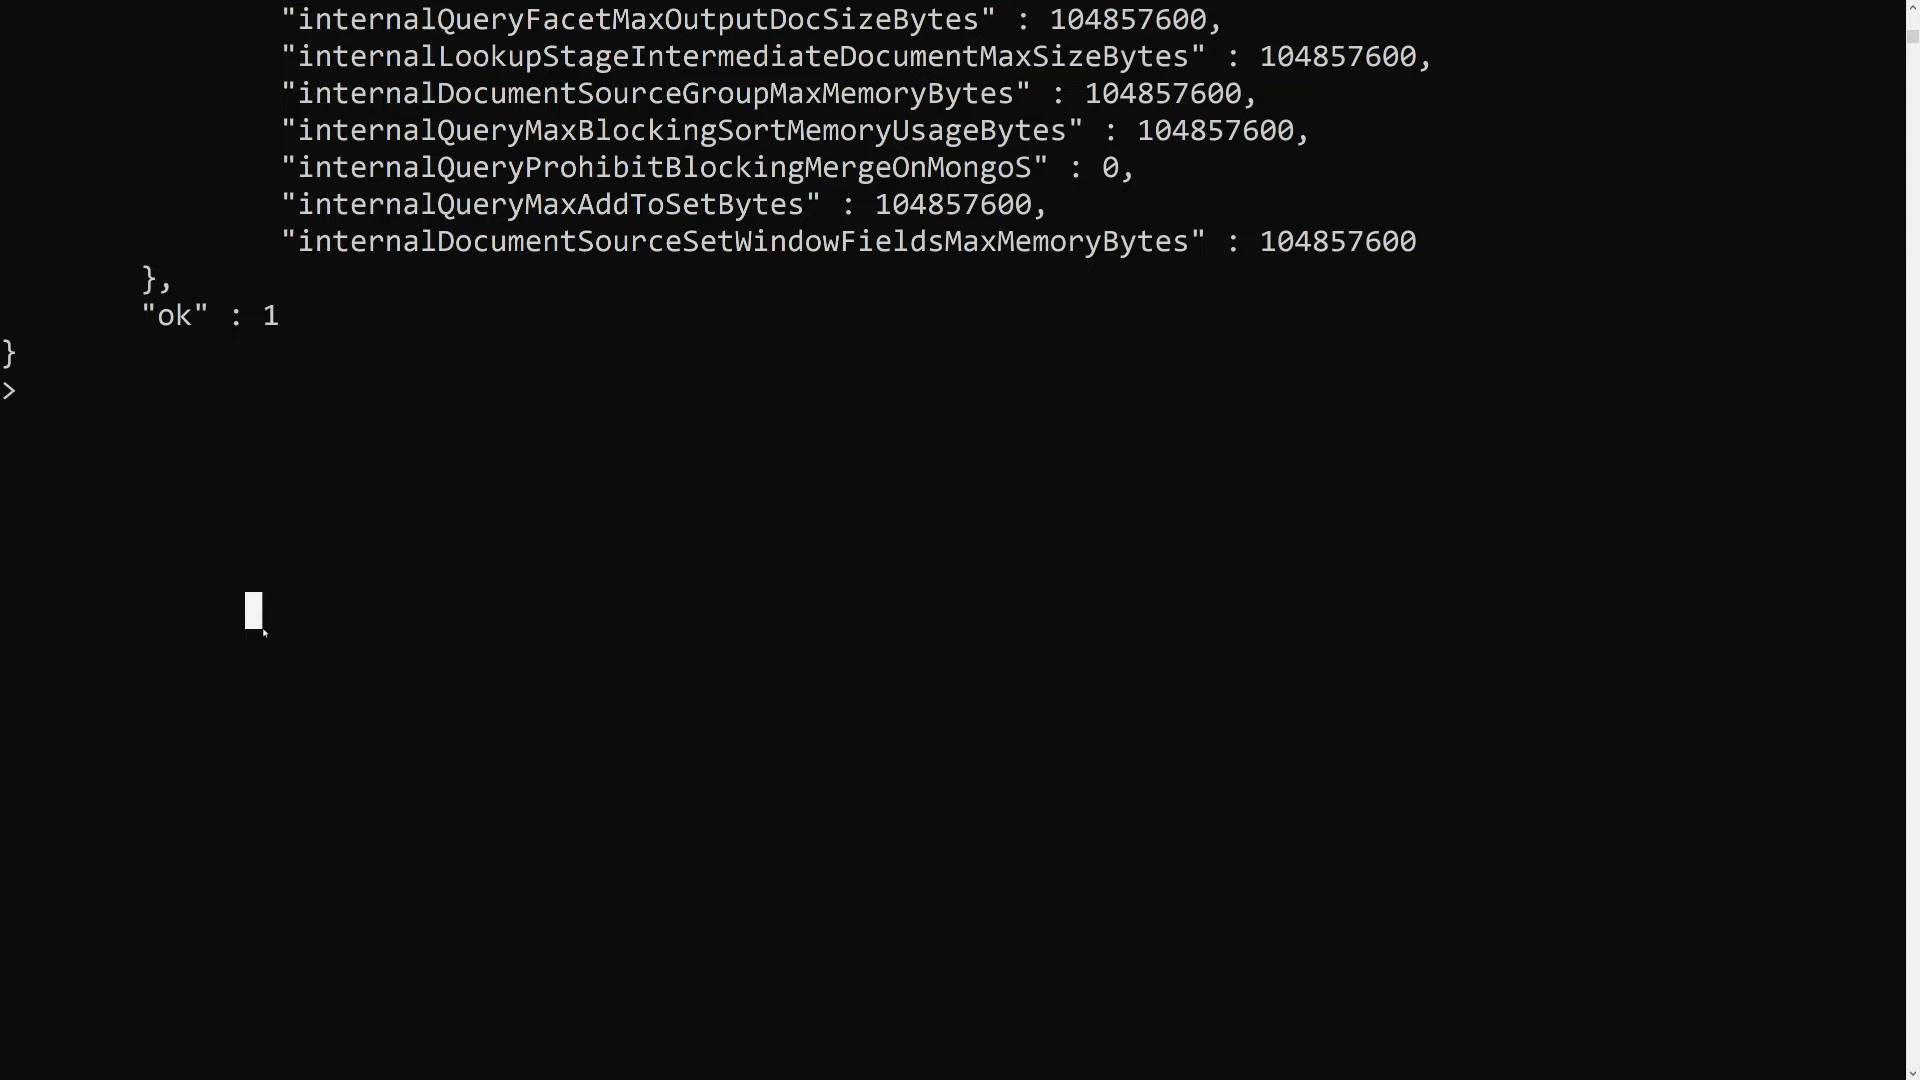 "internalQueryFacetMaxOutputDocSizeBytes" : 104857600,
"internalLookupStageIntermediateDocumentMaxSizeBytes" : 104857600,
"internalDocumentSourceGroupMaxMemoryBytes" : 104857600,
"internalQueryMaxBlockingSortMemoryUsageBytes" : 104857600,
"internalQueryProhibitBlockingMergeOnMongoS" : 0,
"internalQueryMaxAddToSetBytes" : 104857600,
"internalDocumentSourceSetWindowFieldsMaxMemoryBytes" : 104857600
},
"ok" : 1
}
>